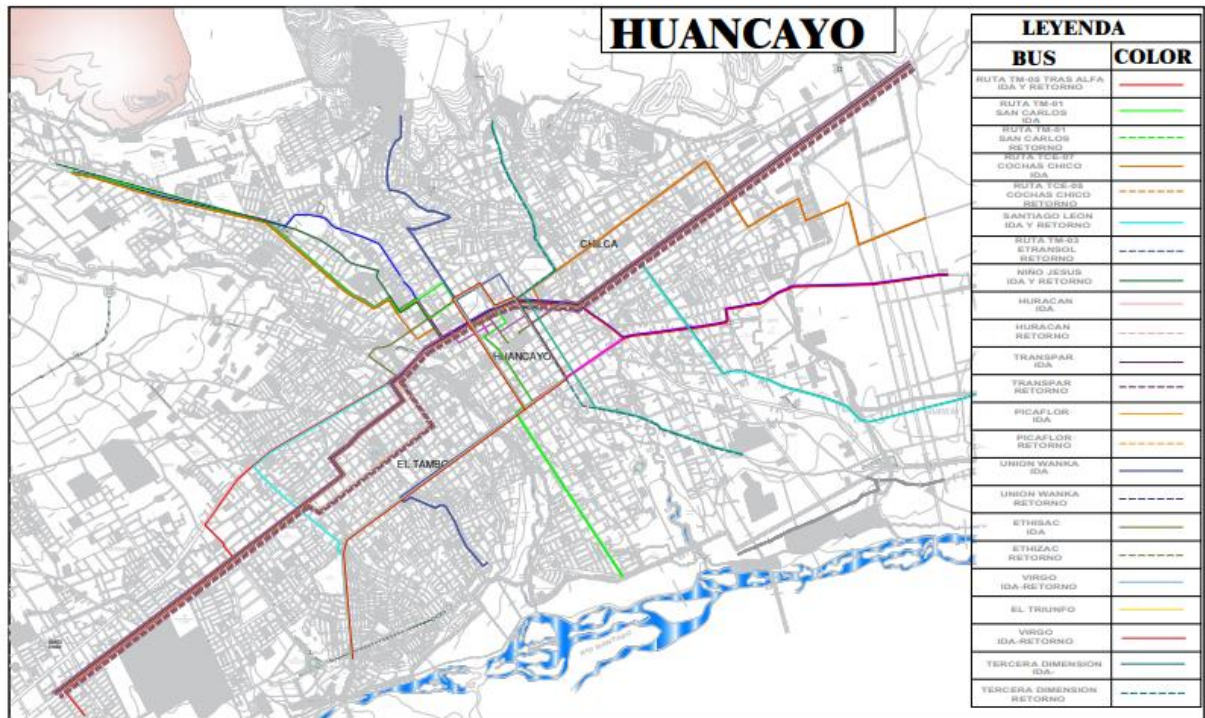 HUANCAYO
LEYENDA
BUS COLOR
RUTA TM-05 TRAS ALFA
IDA Y RETORNO
RUTA TM-01
SAN CARLOS
IDA
RUTA TM-01
SAN CARLOS
RETORNO
RUTA TCE-07
COCHAS CHICO
IDA
RUTA TCE-05
COCHAS CHICO
RETORNO
SANTIAGO LEON
IDA Y RETORNO
RUTA TM-03
ETRANSOL
RETORNO
NIÑO JESUS
IDA Y RETORNO
HURACAN
IDA
HURACAN
RETORNO
TRANSPAR
IDA
TRANSPAR
RETORNO
PICAFLOR
IDA
PICAFLOR
RETORNO
UNION WANKA
IDA
UNION WANKA
RETORNO
ETHISAC
IDA
ETHIZAC
RETORNO
VIRGO
IDA-RETORNO
EL TRIUNFO
VIRGO
IDA-RETORNO
TERCERA DIMENSION
IDA-
TERCERA DIMENSION
RETORNO
CHILCA
HUANCAYO
EL TAMBO
RIO MANTARO